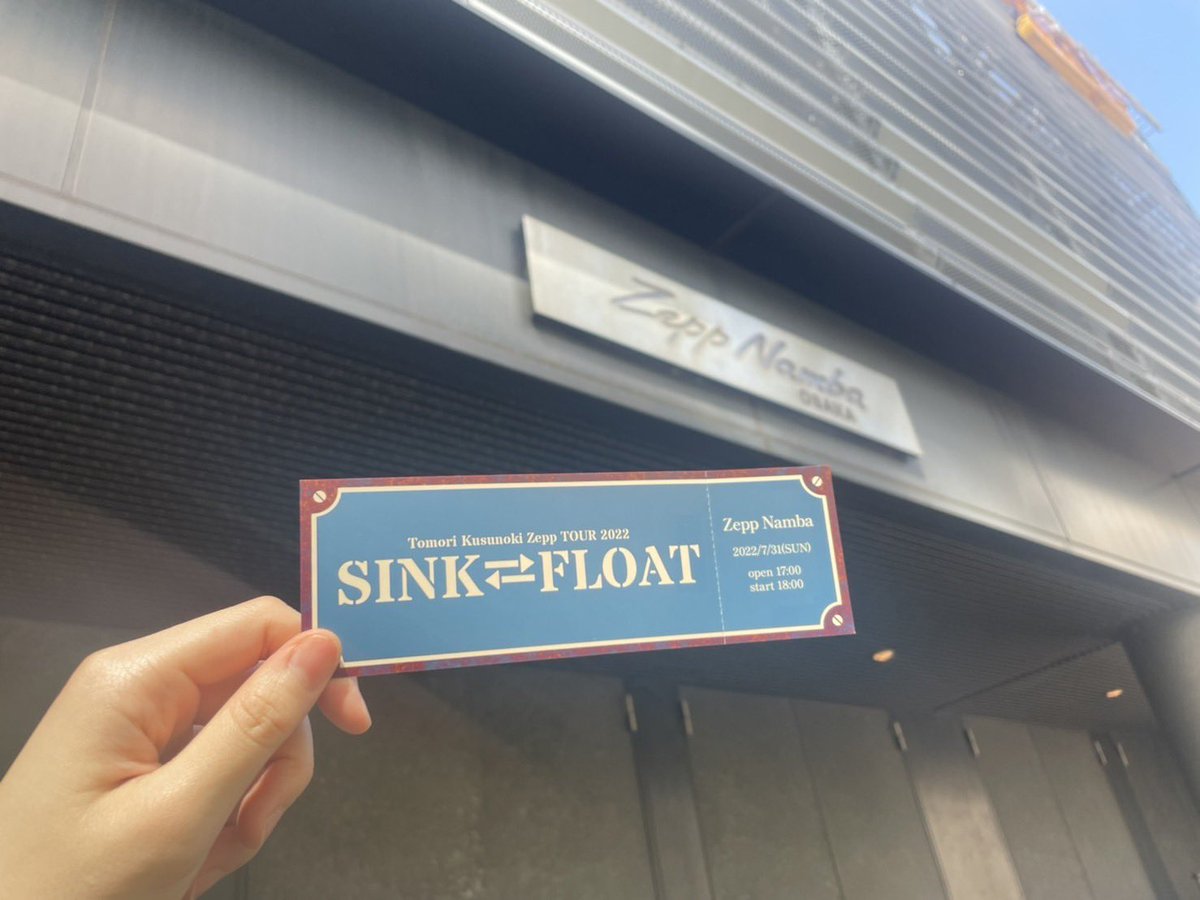 Zepp Namba
OSAKA
Tomori Kusunoki Zepp TOUR 2022
SINK⇄FLOAT
Zepp Namba
2022/7/31(SUN)
open 17:00
start 18:00